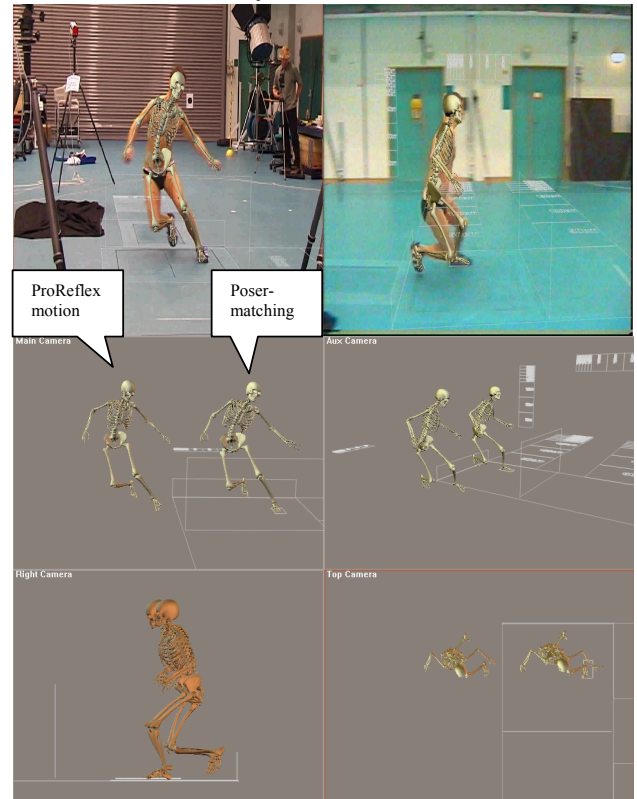 ProReflex
motion
Poser-
matching
Main Camera
Aux Camera
Right Camera
Top Camera